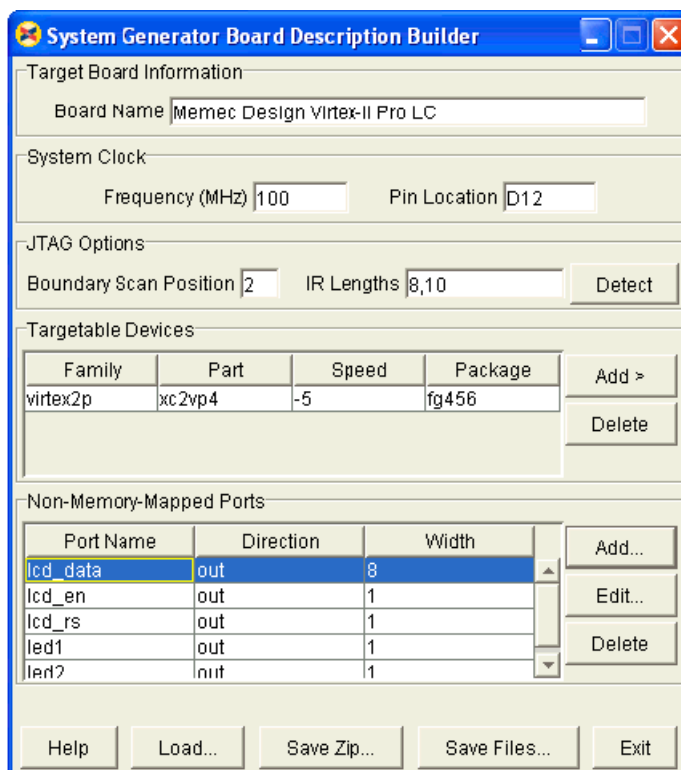 System Generator Board Description Builder
Target Board Information
Board Name Memec Design Virtex-II Pro LC
System Clock
Frequency (MHz) 100 Pin Location D12
JTAG Options
Boundary Scan Position 2 IR Lengths 8,10 Detect
Targetable Devices
Family Part Speed Package Add >
virtex2p xc2vp4 -5 fg456
Delete
Non-Memory-Mapped Ports
Port Name Direction Width Add...
lcd_data out 8
lcd_en out 1 Edit...
lcd_rs out 1
led1 out 1 Delete
led2 out 1
Help Load... Save Zip... Save Files... Exit